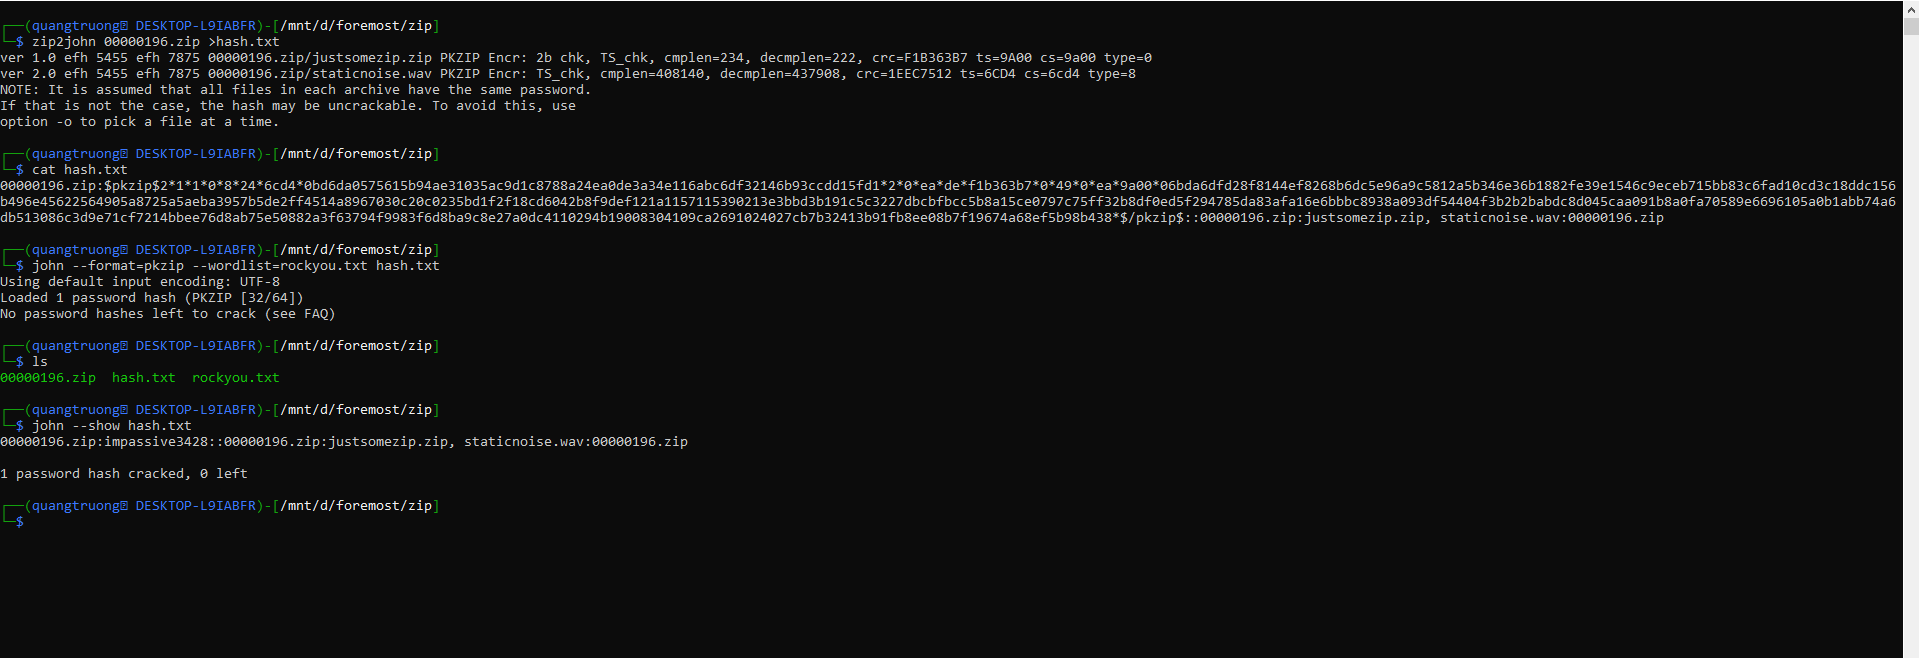 ┌──(quangtruong㉿ DESKTOP-L9IABFR)-[/mnt/d/foremost/zip]
└─$ zip2john 00000196.zip >hash.txt
ver 1.0 efh 5455 efh 7875 00000196.zip/justsomezip.zip PKZIP Encr: 2b chk, TS_chk, cmplen=234, decmplen=222, crc=F1B363B7 ts=9A00 cs=9a00 type=0
ver 2.0 efh 5455 efh 7875 00000196.zip/staticnoise.wav PKZIP Encr: TS_chk, cmplen=408140, decmplen=437908, crc=1EEC7512 ts=6CD4 cs=6cd4 type=8
NOTE: It is assumed that all files in each archive have the same password.
If that is not the case, the hash may be uncrackable. To avoid this, use
option -o to pick a file at a time.
┌──(quangtruong㉿ DESKTOP-L9IABFR)-[/mnt/d/foremost/zip]
└─$ cat hash.txt
00000196.zip:$pkzip$2*1*1*0*8*24*6cd4*0bd6da0575615b94ae31035ac9d1c8788a24ea0de3a34e116abc6df32146b93ccdd15fd1*2*0*ea*de*f1b363b7*0*49*0*ea*9a00*06bda6dfd28f8144ef8268b6dc5e96a9c5812a5b346e36b1882fe39e1546c9eceb715bb83c6fad10cd3c18ddc156
b496e45622564905a8725a5aeba3957b5de2ff4514a8967030c20c0235bd1f2f18cd6042b8f9def121a1157115390213e3bbd3b191c5c3227dbcbfbcc5b8a15ce0797c75ff32b8df0ed5f294785da83afa16e6bbbc8938a093df54404f3b2b2babdc8d045caa091b8a0fa70589e6696105a0b1abb74a6
db513086c3d9e71cf7214bbee76d8ab75e50882a3f63794f9983f6d8ba9c8e27a0dc4110294b19008304109ca2691024027cb7b32413b91fb8ee08b7f19674a68ef5b98b438*$/pkzip$::00000196.zip:justsomezip.zip, staticnoise.wav:00000196.zip
┌──(quangtruong㉿ DESKTOP-L9IABFR)-[/mnt/d/foremost/zip]
└─$ john --format=pkzip --wordlist=rockyou.txt hash.txt
Using default input encoding: UTF-8
Loaded 1 password hash (PKZIP [32/64])
No password hashes left to crack (see FAQ)
┌──(quangtruong㉿ DESKTOP-L9IABFR)-[/mnt/d/foremost/zip]
└─$ ls
00000196.zip  hash.txt  rockyou.txt
┌──(quangtruong㉿ DESKTOP-L9IABFR)-[/mnt/d/foremost/zip]
└─$ john --show hash.txt
00000196.zip:impassive3428::00000196.zip:justsomezip.zip, staticnoise.wav:00000196.zip
1 password hash cracked, 0 left
┌──(quangtruong㉿ DESKTOP-L9IABFR)-[/mnt/d/foremost/zip]
└─$